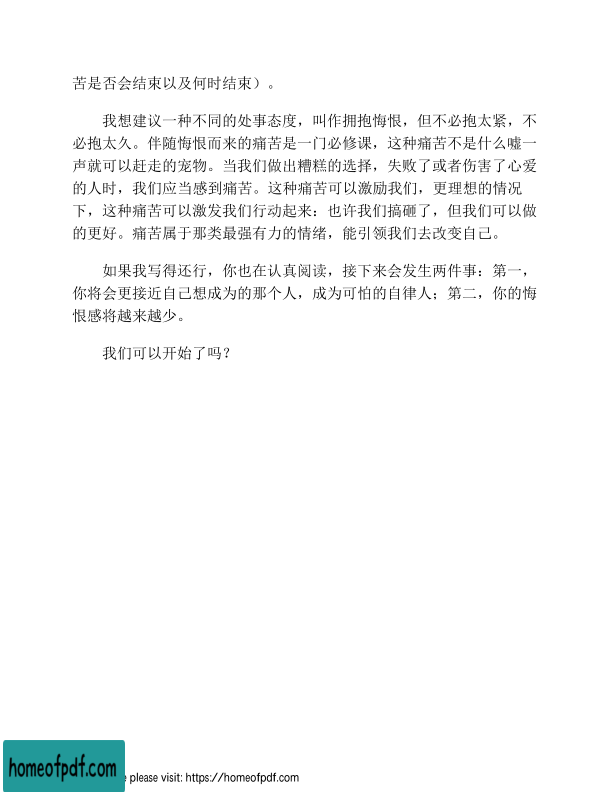 苦是否会结束以及何时结束）。
我想建议一种不同的处事态度，叫作拥抱悔恨，但不必抱太紧，不
必抱太久。伴随悔恨而来的痛苦是一门必修课，这种痛苦不是什么嘘一
声就可以赶走的宠物。当我们做出糟糕的选择，失败了或者伤害了心爱
的人时，我们应当感到痛苦。这种痛苦可以激励我们，更理想的情况
下，这种痛苦可以激发我们行动起来：也许我们搞砸了，但我们可以做
的更好。痛苦属于那类最强有力的情绪，能引领我们去改变自己。
如果我写得还行，你也在认真阅读，接下来会发生两件事：第一，
你将会更接近自己想成为的那个人，成为可怕的自律人；第二，你的悔
恨感将越来越少。
我们可以开始了吗？
homeofpdf.com
please visit: https://homeofpdf.com